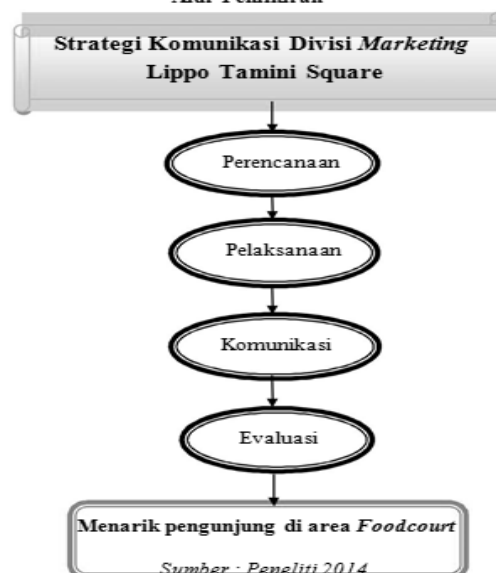 Strategi Komunikasi Divisi Marketing
Lippo Tamini Square
Perencanaan
Pelaksanaan
Komunikasi
Evaluasi
Menarik pengunjung di area Foodcourt
Sumber : Peneliti 2014